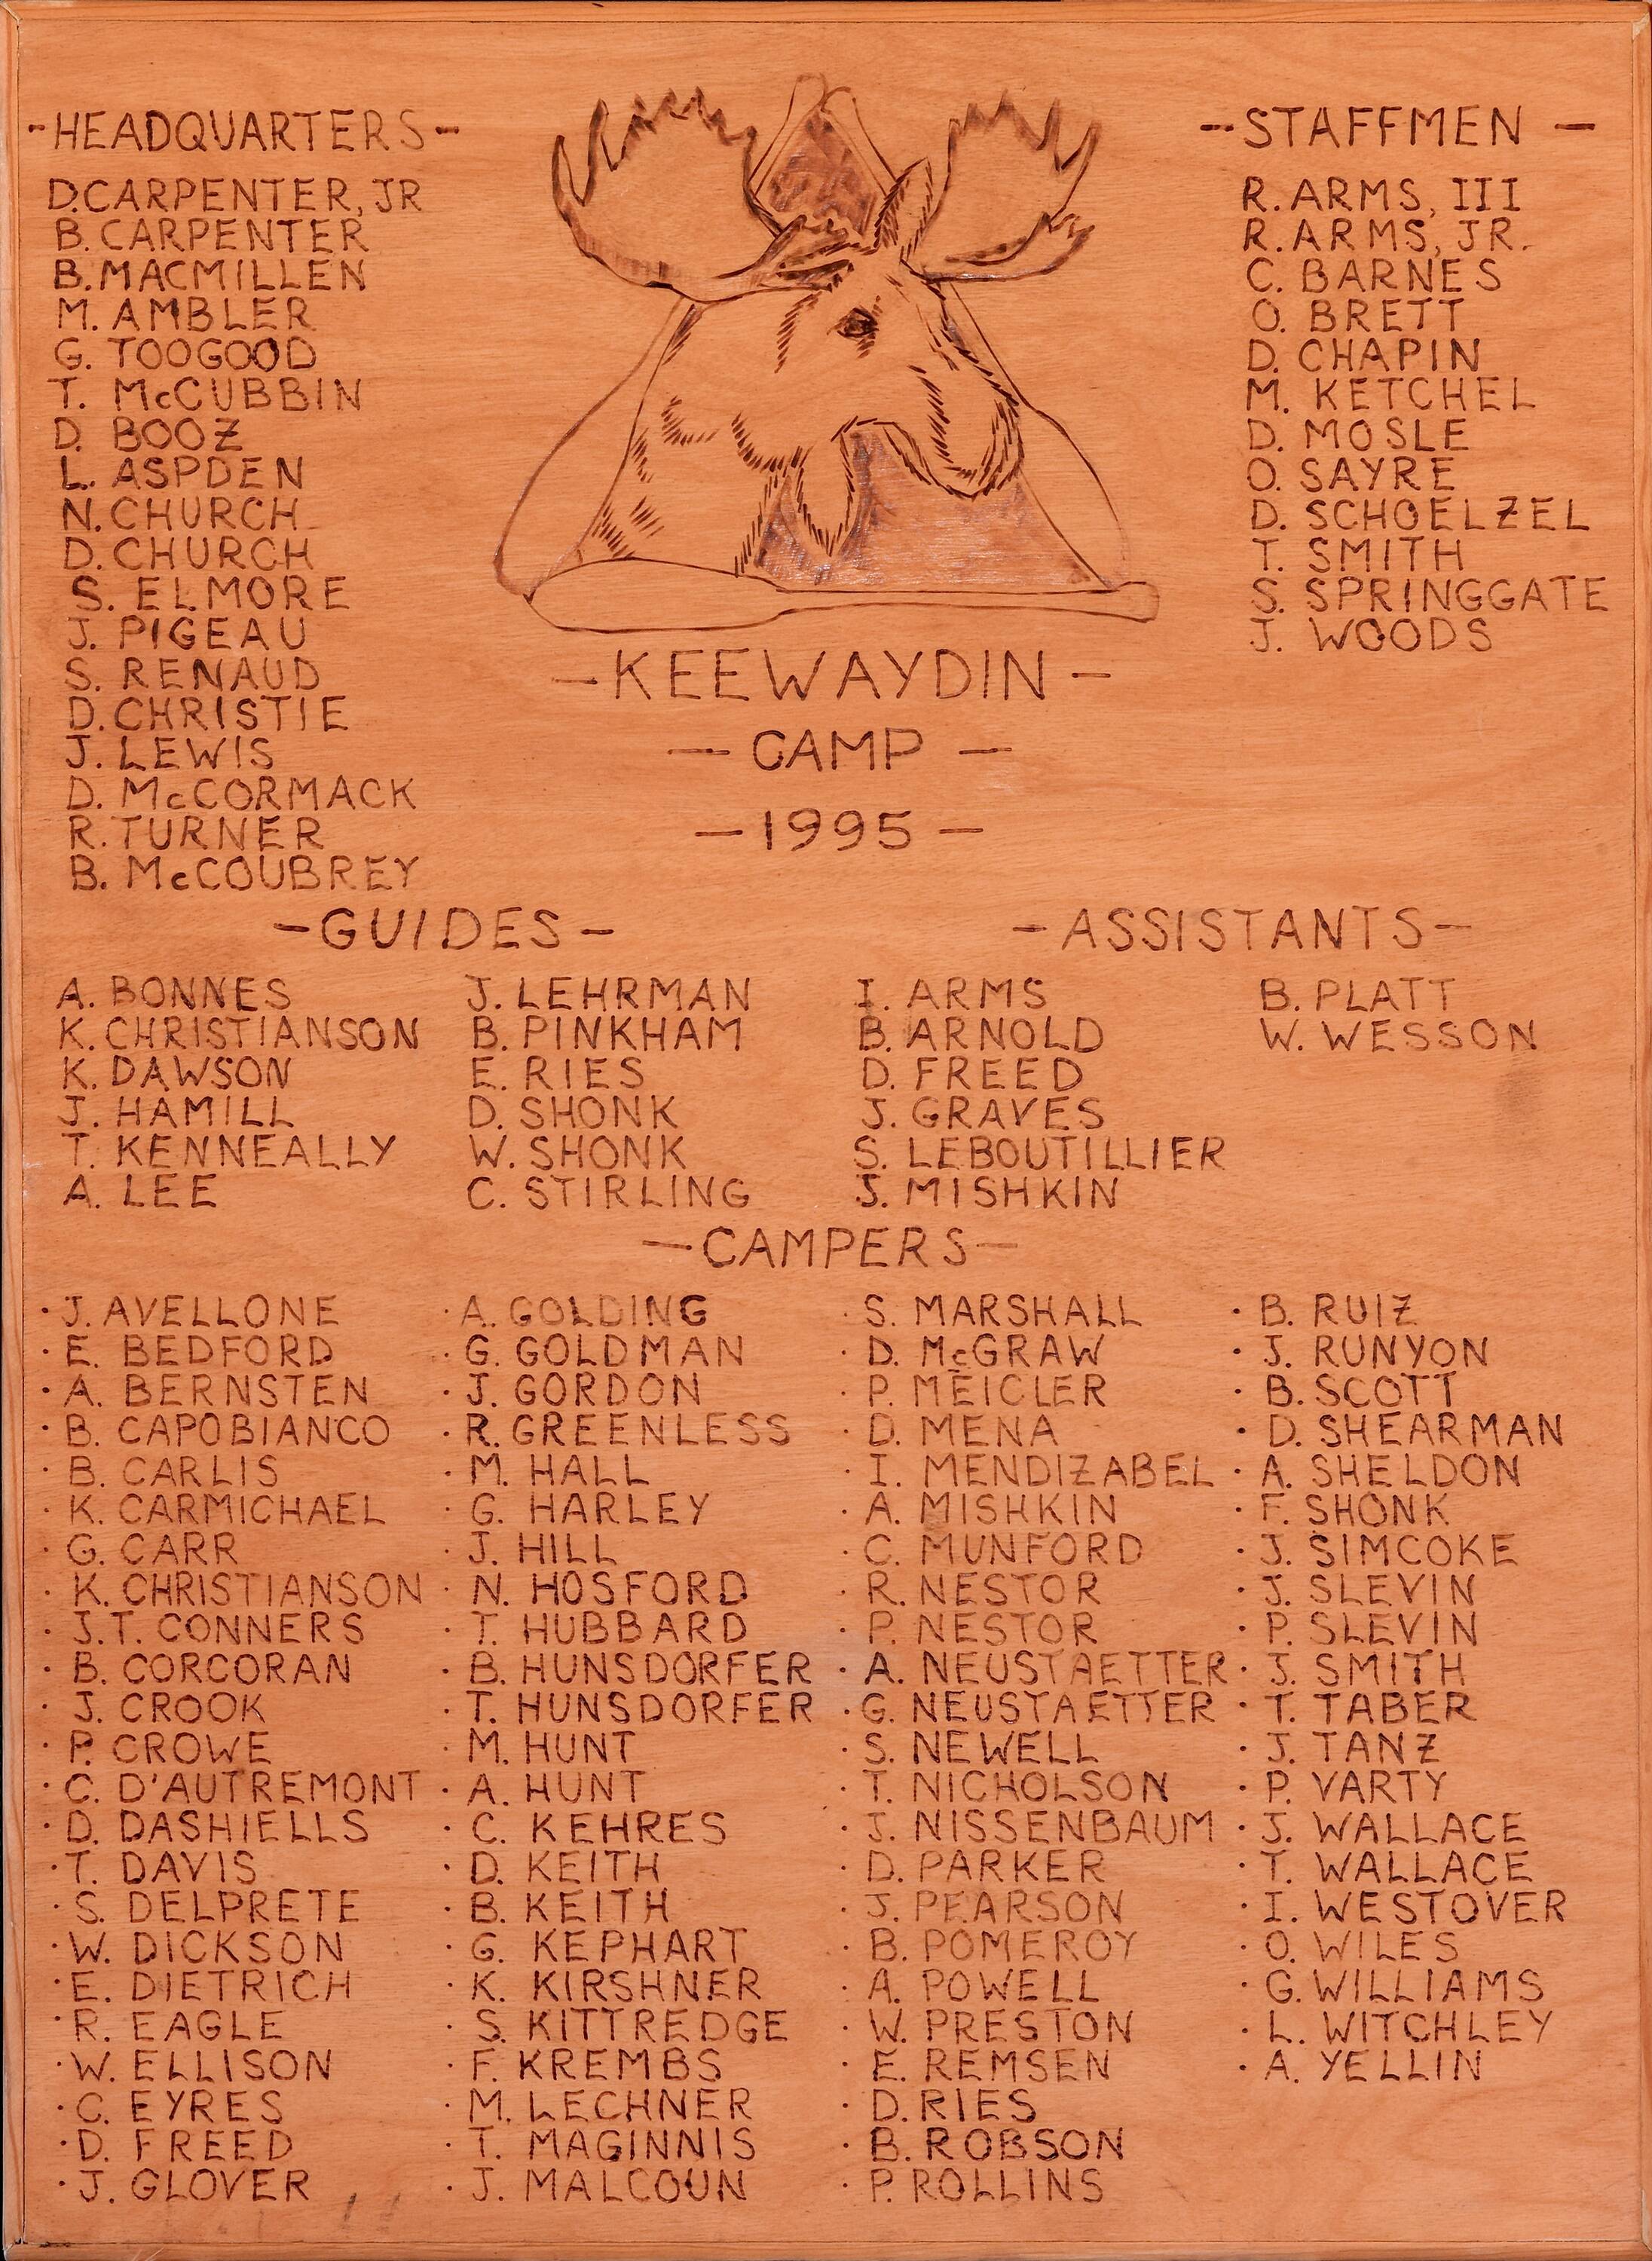 -HEADQUARTERS-
D.CARPENTER, JR
B. CARPENTER
B. MACMILLEN
M. AMBLER
G. TOOGOOD
T. McCUBBIN
D. BOOZ
L. ASPDEN
N. CHURCH
D. CHURCH
S. ELMORE
J. PIGEAU
S. RENAUD
D. CHRISTIE
J. LEWIS
D. McCORMACK
R. TURNER
B. McCOUBREY
--STAFFMEN -
R. ARMS, III
R. ARMS, JR.
C. BARNES
O. BRETT
D. CHAPIN
M. KETCHEL
D. MOSLE
O. SAYRE
D. SCHOELZEL
T. SMITH
S. SPRINGGATE
J. WOODS
-KEEWAYDIN-
- CAMP -
-1995-
-GUIDES-
A. BONNES
K. CHRISTIANSON
K. DAWSON
J. HAMILL
T. KENNEALLY
A. LEE
J. LEHRMAN
B. PINKHAM
E. RIES
D. SHONK
W. SHONK
C. STIRLING
-ASSISTANTS-
I. ARMS
B. ARNOLD
D. FREED
J. GRAVES
S. LEBOUTILLIER
J. MISHKIN
B. PLATT
W. WESSON
-CAMPERS-
· J. AVELLONE
· E. BEDFORD
· A. BERNSTEN
· B. CAPOBIANCO
· B. CARLIS
· K. CARMICHAEL
· G. CARR
· K. CHRISTIANSON
· J.T. CONNERS
· B. CORCORAN
· J. CROOK
· P. CROWE
· C. D'AUTREMONT
· D. DASHIELLS
· T. DAVIS
· S. DELPRETE
· W. DICKSON
· E. DIETRICH
· R. EAGLE
· W. ELLISON
· C. EYRES
· D. FREED
· J. GLOVER
· A. GOLDING
· G. GOLDMAN
· J. GORDON
· R. GREENLESS
· M. HALL
· G. HARLEY
· J. HILL
· N. HOSFORD
· T. HUBBARD
· B. HUNSDORFER
· T. HUNSDORFER
· M. HUNT
· A. HUNT
· C. KEHRES
· D. KEITH
· B. KEITH
· G. KEPHART
· K. KIRSHNER
· S. KITTREDGE
· F. KREMBS
· M. LECHNER
· T. MAGINNIS
· J. MALCOUN
· S. MARSHALL
· D. McGRAW
· P. MEICLER
· D. MENA
· I. MENDIZABEL
· A. MISHKIN
· C. MUNFORD
· R. NESTOR
· P. NESTOR
· A. NEUSTAETTER
· G. NEUSTAETTER
· S. NEWELL
· T. NICHOLSON
· J. NISSENBAUM
· D. PARKER
· J. PEARSON
· B. POMEROY
· A. POWELL
· W. PRESTON
· E. REMSEN
· D. RIES
· B. ROBSON
· P. ROLLINS
· B. RUIZ
· J. RUNYON
· B. SCOTT
· D. SHEARMAN
· A. SHELDON
· F. SHONK
· J. SIMCOKE
· J. SLEVIN
· P. SLEVIN
· J. SMITH
· T. TABER
· J. TANZ
· P. VARTY
· J. WALLACE
· T. WALLACE
· I. WESTOVER
· O. WILES
· G. WILLIAMS
· L. WITCHLEY
· A. YELLIN